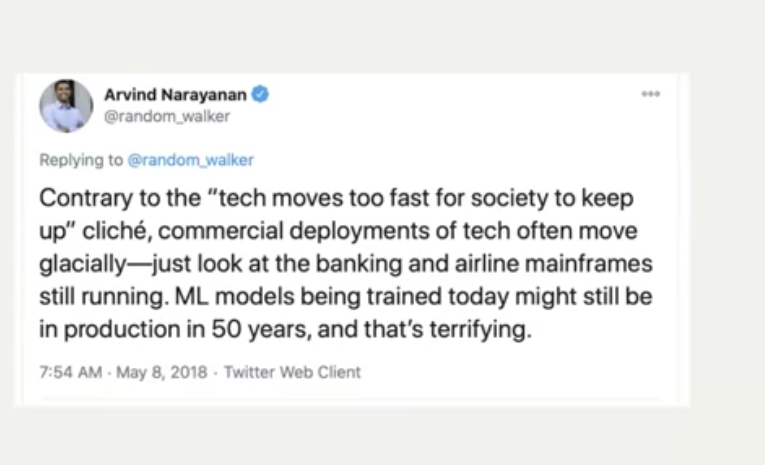 Arvind Narayanan
@random_walker
Replying to @random_walker
Contrary to the “tech moves too fast for society to keep
up” cliché, commercial deployments of tech often move
glacially—just look at the banking and airline mainframes
still running. ML models being trained today might still be
in production in 50 years, and that’s terrifying.
7:54 AM · May 8, 2018 · Twitter Web Client